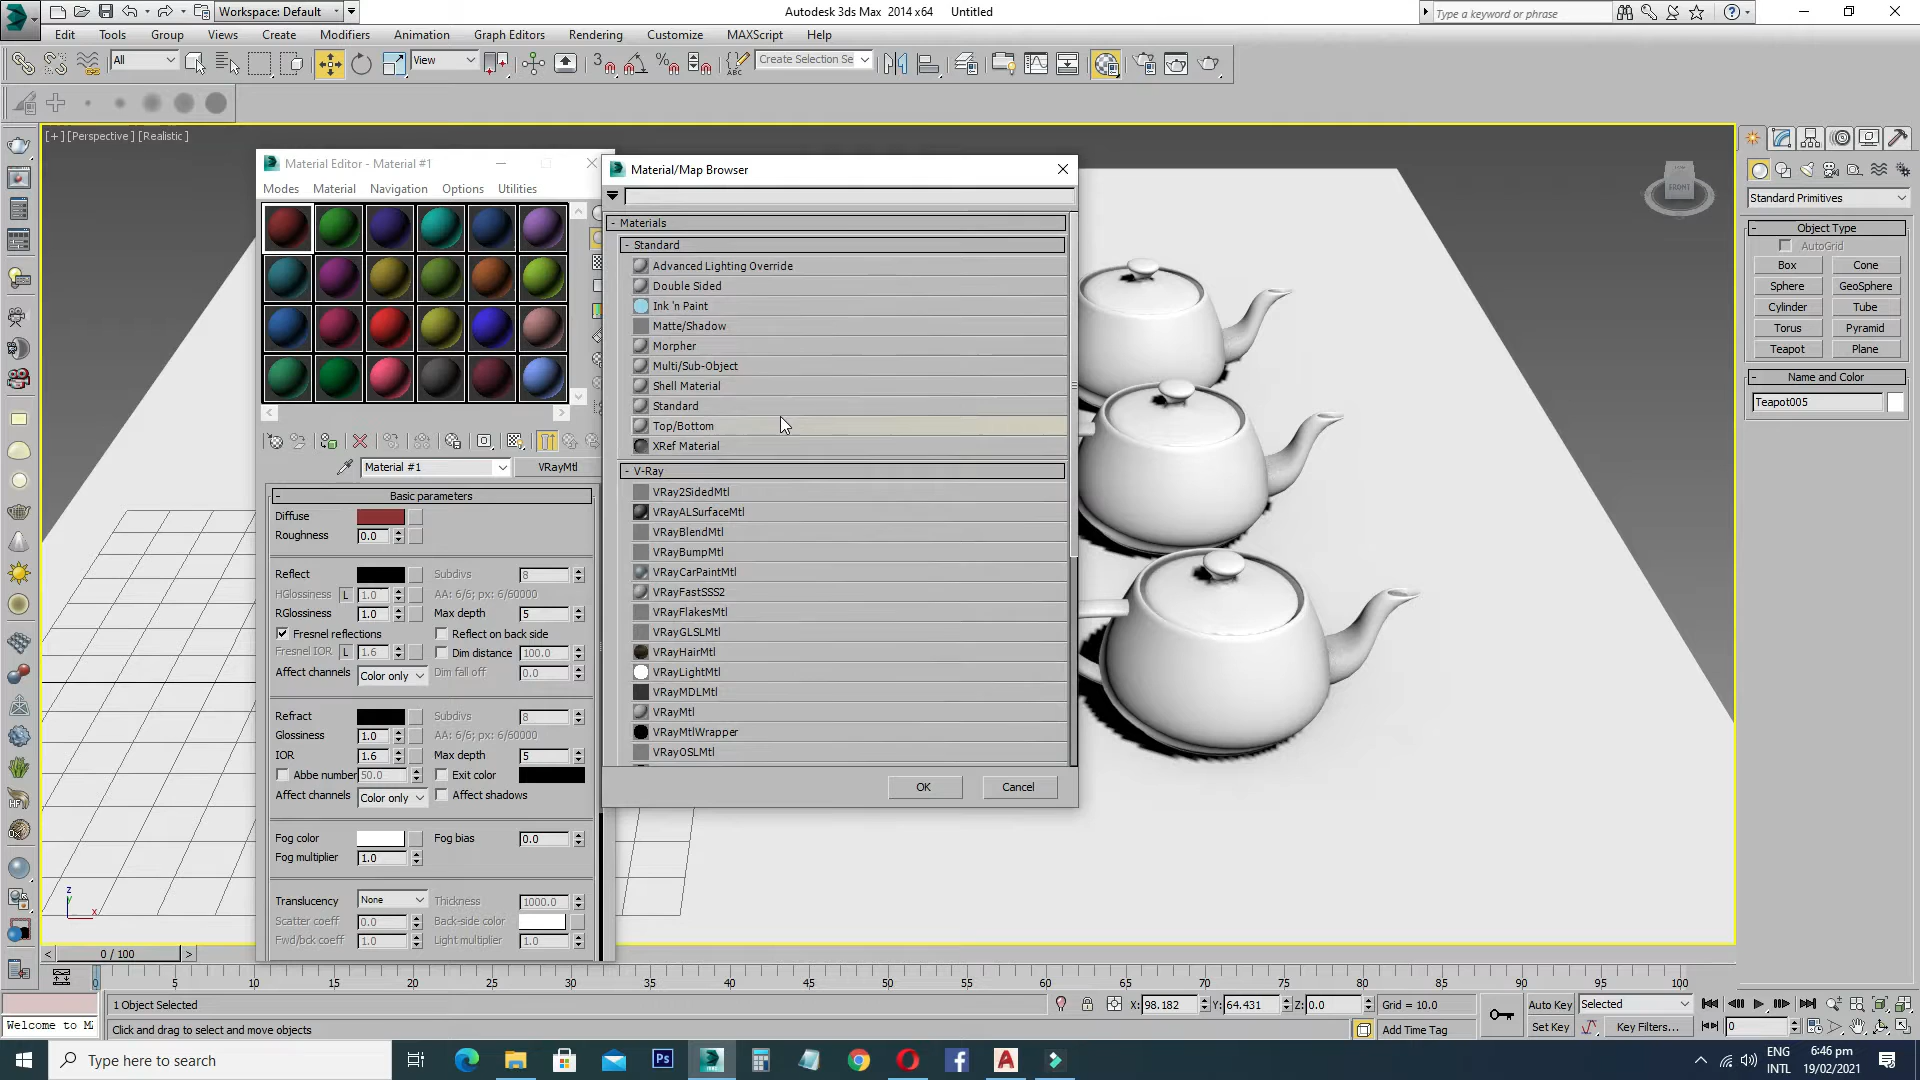 Workspace: Default
Autodesk 3ds Max 2014 x64 Untitled
Type a keyword or phrase
Edit Tools Group Views Create Modifiers Animation Graph Editors Rendering Customize MAXScript Help
All
View
Create Selection Se
[+] [Perspective] [Realistic]
FRONT
Material Editor - Material #1
Modes Material Navigation Options Utilities
Material #1
VRayMtl
- Basic parameters
Diffuse
Roughness 0.0
Reflect Subdivs 8
HGlossiness L 1.0 AA: 6/6; px: 6/60000
RGlossiness 1.0 Max depth 5
Fresnel reflections Reflect on back side
Fresnel IOR L 1.6 Dim distance 100.0
Affect channels Color only Dim fall off 0.0
Refract Subdivs 8
Glossiness 1.0 AA: 6/6; px: 6/60000
IOR 1.6 Max depth 5
Abbe number 50.0 Exit color
Affect channels Color only Affect shadows
Fog color Fog bias 0.0
Fog multiplier 1.0
Translucency None Thickness 1000.0
Scatter coeff 0.0 Back-side color
Fwd/bck coeff 1.0 Light multiplier 1.0
Material/Map Browser
- Materials
- Standard
Advanced Lighting Override
Double Sided
Ink 'n Paint
Matte/Shadow
Morpher
Multi/Sub-Object
Shell Material
Standard
Top/Bottom
XRef Material
- V-Ray
VRay2SidedMtl
VRayALSurfaceMtl
VRayBlendMtl
VRayBumpMtl
VRayCarPaintMtl
VRayFastSSS2
VRayFlakesMtl
VRayGLSLMtl
VRayHairMtl
VRayLightMtl
VRayMDLMtl
VRayMtl
VRayMtlWrapper
VRayOSLMtl
OK Cancel
Standard Primitives
- Object Type
AutoGrid
Box Cone
Sphere GeoSphere
Cylinder Tube
Torus Pyramid
Teapot Plane
- Name and Color
Teapot005
z
y
x
< 0 / 100 >
0 5 10 15 20 25 30 35 40 45 50 55 60 65 70 75 80 85 90 95 100
1 Object Selected
X: 98.182 Y: 64.431 Z: 0.0 Grid = 10.0
Auto Key Selected
Welcome to M
Click and drag to select and move objects
Add Time Tag
Set Key Key Filters... 0
Type here to search
Ps
ENG
INTL
6:46 pm
19/02/2021